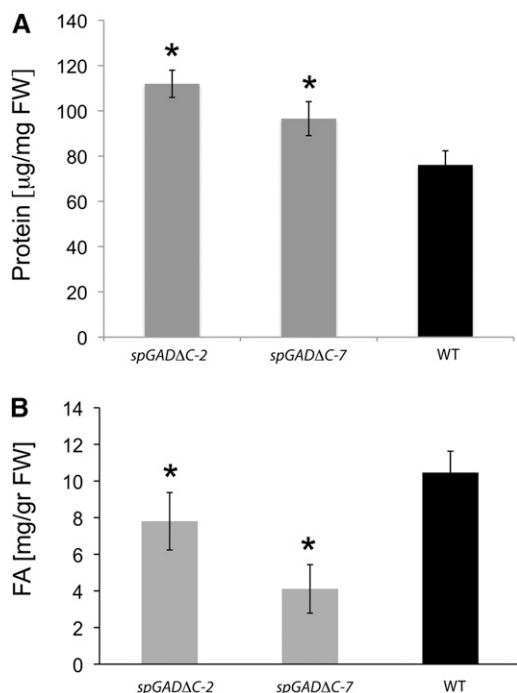 A
Protein [µg/mg FW]
140
120
100
80
60
40
20
0
*
*
spGADΔC-2
spGADΔC-7
WT
B
FA [mg/gr FW]
14
12
10
8
6
4
2
0
*
*
spGADΔC-2
spGADΔC-7
WT